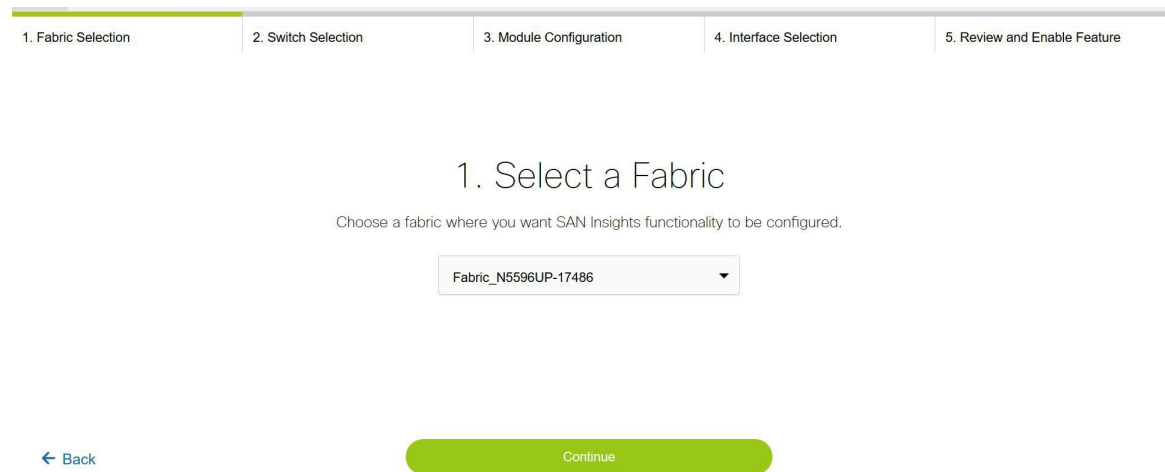 1. Fabric Selection
2. Switch Selection
3. Module Configuration
4. Interface Selection
5. Review and Enable Feature
1. Select a Fabric
Choose a fabric where you want SAN Insights functionality to be configured.
Fabric_N5596UP-17486
Back
Continue